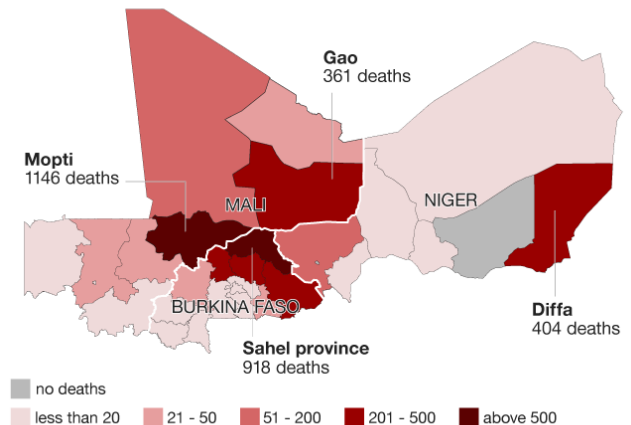 Gao
361 deaths
Mopti
1146 deaths
MALI
NIGER
BURKINA FASO
Diffa
404 deaths
Sahel province
918 deaths
no deaths
less than 20
21 - 50
51 - 200
201 - 500
above 500